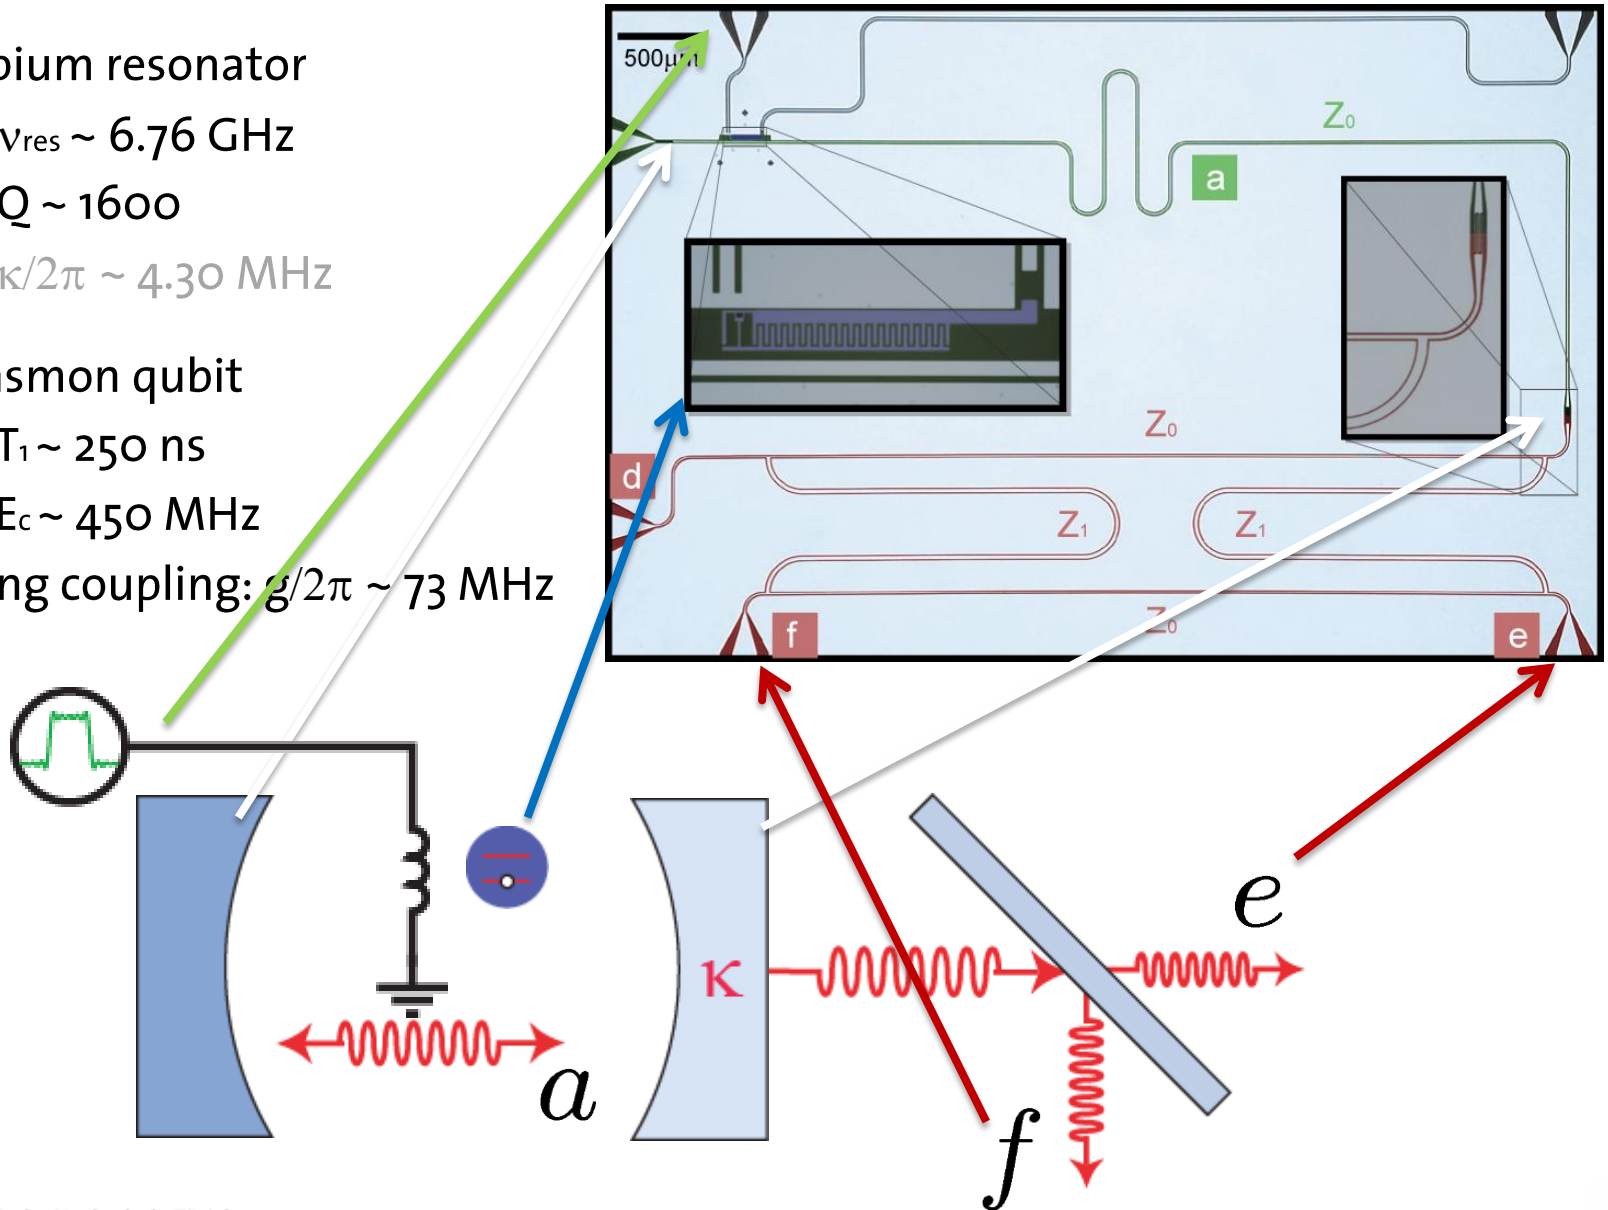 bium resonator
νres ~ 6.76 GHz
Q ~ 1600
κ/2π ~ 4.30 MHz
smon qubit
T1 ~ 250 ns
Ec ~ 450 MHz
ng coupling: g/2π ~ 73 MHz
500μm
Z0
a
Z0
d
Z1
Z1
Z0
f
e
κ
e
a
f